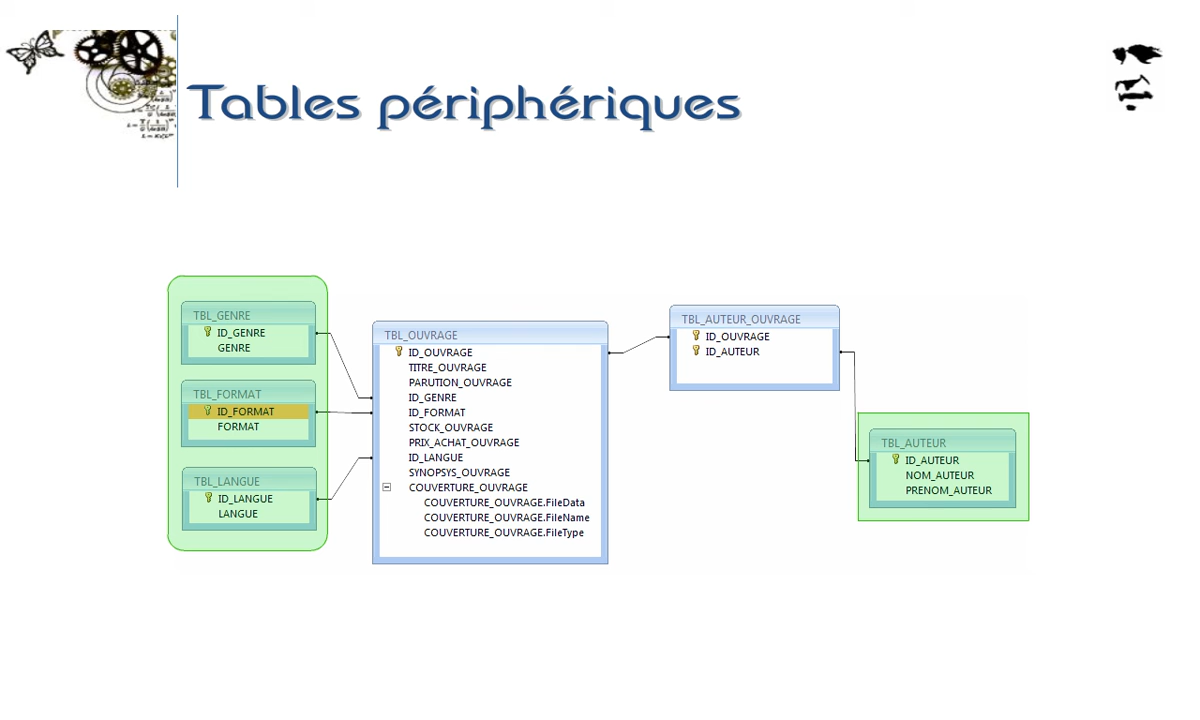 Tables périphériques
TBL_GENRE
ID_GENRE
GENRE
TBL_FORMAT
ID_FORMAT
FORMAT
TBL_LANGUE
ID_LANGUE
LANGUE
TBL_OUVRAGE
ID_OUVRAGE
TITRE_OUVRAGE
PARUTION_OUVRAGE
ID_GENRE
ID_FORMAT
STOCK_OUVRAGE
PRIX_ACHAT_OUVRAGE
ID_LANGUE
SYNOPSYS_OUVRAGE
COUVERTURE_OUVRAGE
COUVERTURE_OUVRAGE.FileData
COUVERTURE_OUVRAGE.FileName
COUVERTURE_OUVRAGE.FileType
TBL_AUTEUR_OUVRAGE
ID_OUVRAGE
ID_AUTEUR
TBL_AUTEUR
ID_AUTEUR
NOM_AUTEUR
PRENOM_AUTEUR